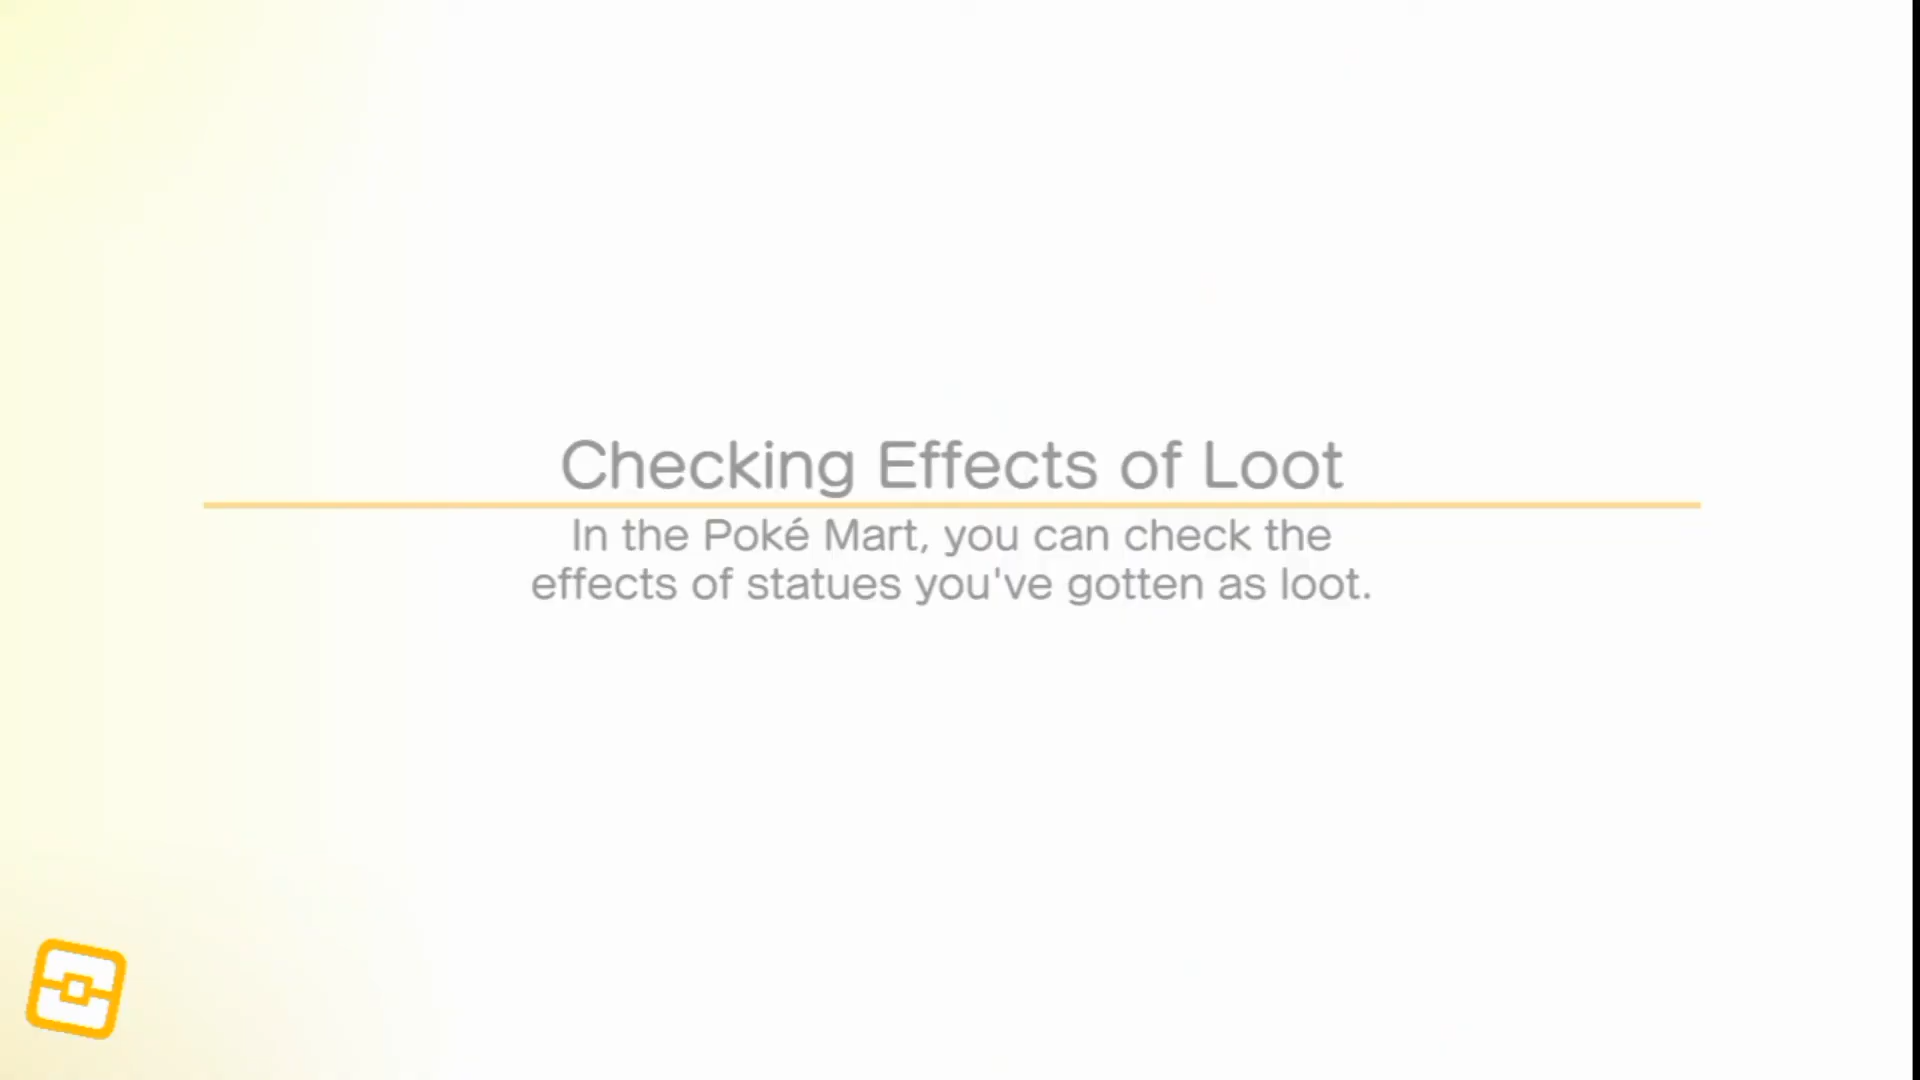 Checking Effects of Loot
In the Poké Mart, you can check the
effects of statues you've gotten as loot.